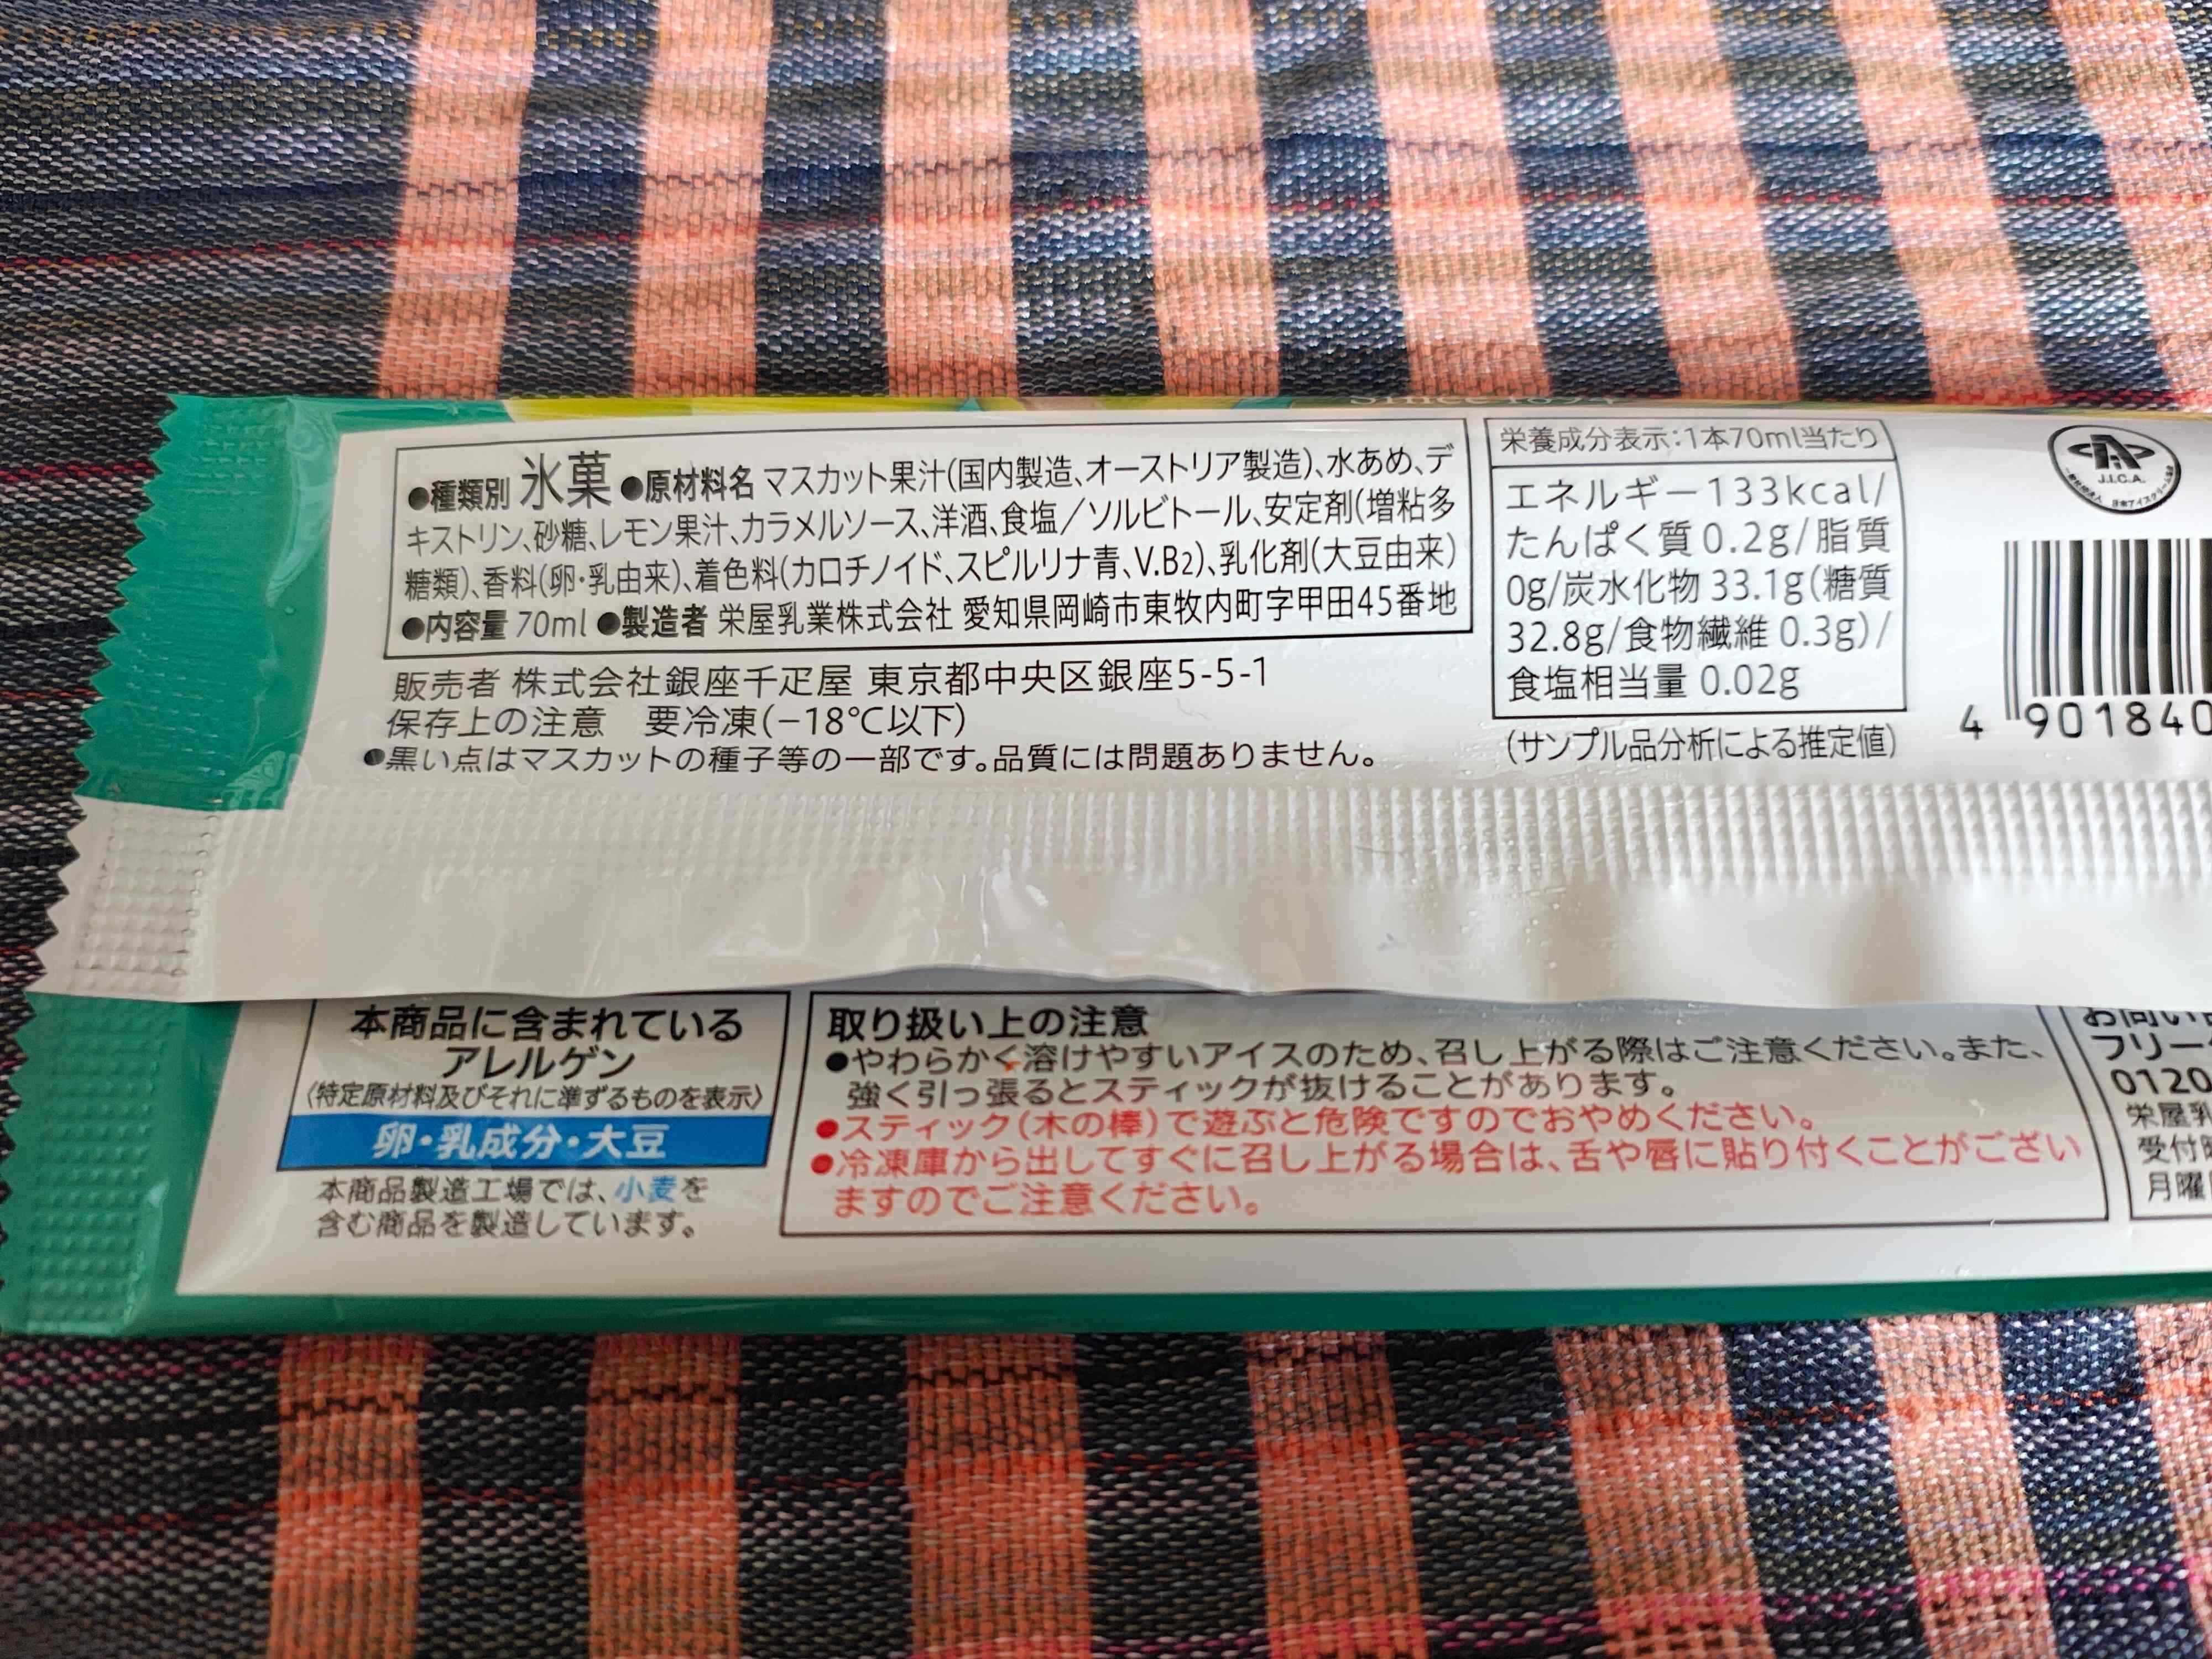 ●種類別 氷菓 ●原材料名 マスカット果汁(国内製造、オーストリア製造)、水あめ、デ
キストリン、砂糖、レモン果汁、カラメルソース、洋酒、食塩/ソルビトール、安定剤(増粘多
糖類)、香料(卵・乳由来)、着色料(カロチノイド、スピルリナ青、V.B2)、乳化剤(大豆由来)
●内容量 70ml ●製造者 栄屋乳業株式会社 愛知県岡崎市東牧内町字甲田45番地
販売者 株式会社銀座千疋屋 東京都中央区銀座5-5-1
保存上の注意 要冷凍(−18℃以下)
●黒い点はマスカットの種子等の一部です。品質には問題ありません。
栄養成分表示:1本70ml当たり
エネルギー133kcal/
たんぱく質0.2g/脂質
0g/炭水化物33.1g(糖質
32.8g/食物繊維0.3g)/
食塩相当量0.02g
(サンプル品分析による推定値)
J.I.C.A.
4 901840
本商品に含まれている
アレルゲン
〈特定原材料及びそれに準ずるものを表示〉
卵・乳成分・大豆
本商品製造工場では、小麦を
含む商品を製造しています。
取り扱い上の注意
●やわらかく溶けやすいアイスのため、召し上がる際はご注意ください。また、
強く引っ張るとスティックが抜けることがあります。
●スティック(木の棒)で遊ぶと危険ですのでおやめください。
●冷凍庫から出してすぐに召し上がる場合は、舌や唇に貼り付くことがござい
ますのでご注意ください。
お問い
フリー
0120
栄屋乳
受付
月曜